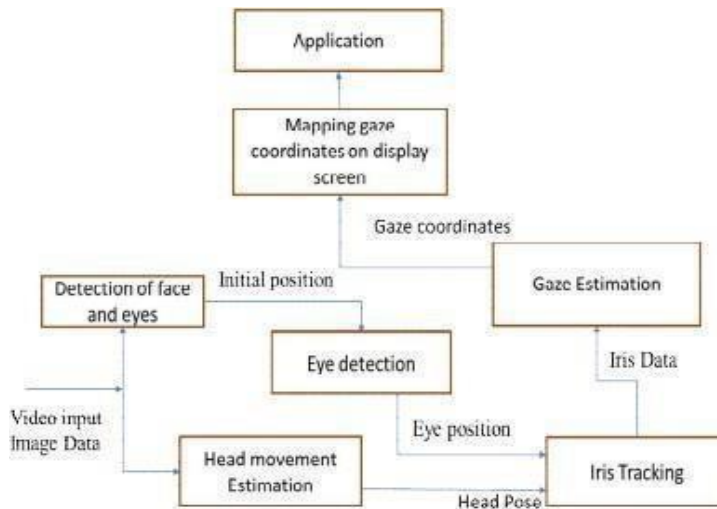 Application
Mapping gaze
coordinates on display
screen
Gaze coordinates
Detection of face
and eyes
Initial position
Gaze Estimation
Eye detection
Iris Data
Video input
Image Data
Eye position
Head movement
Estimation
Iris Tracking
Head Pose